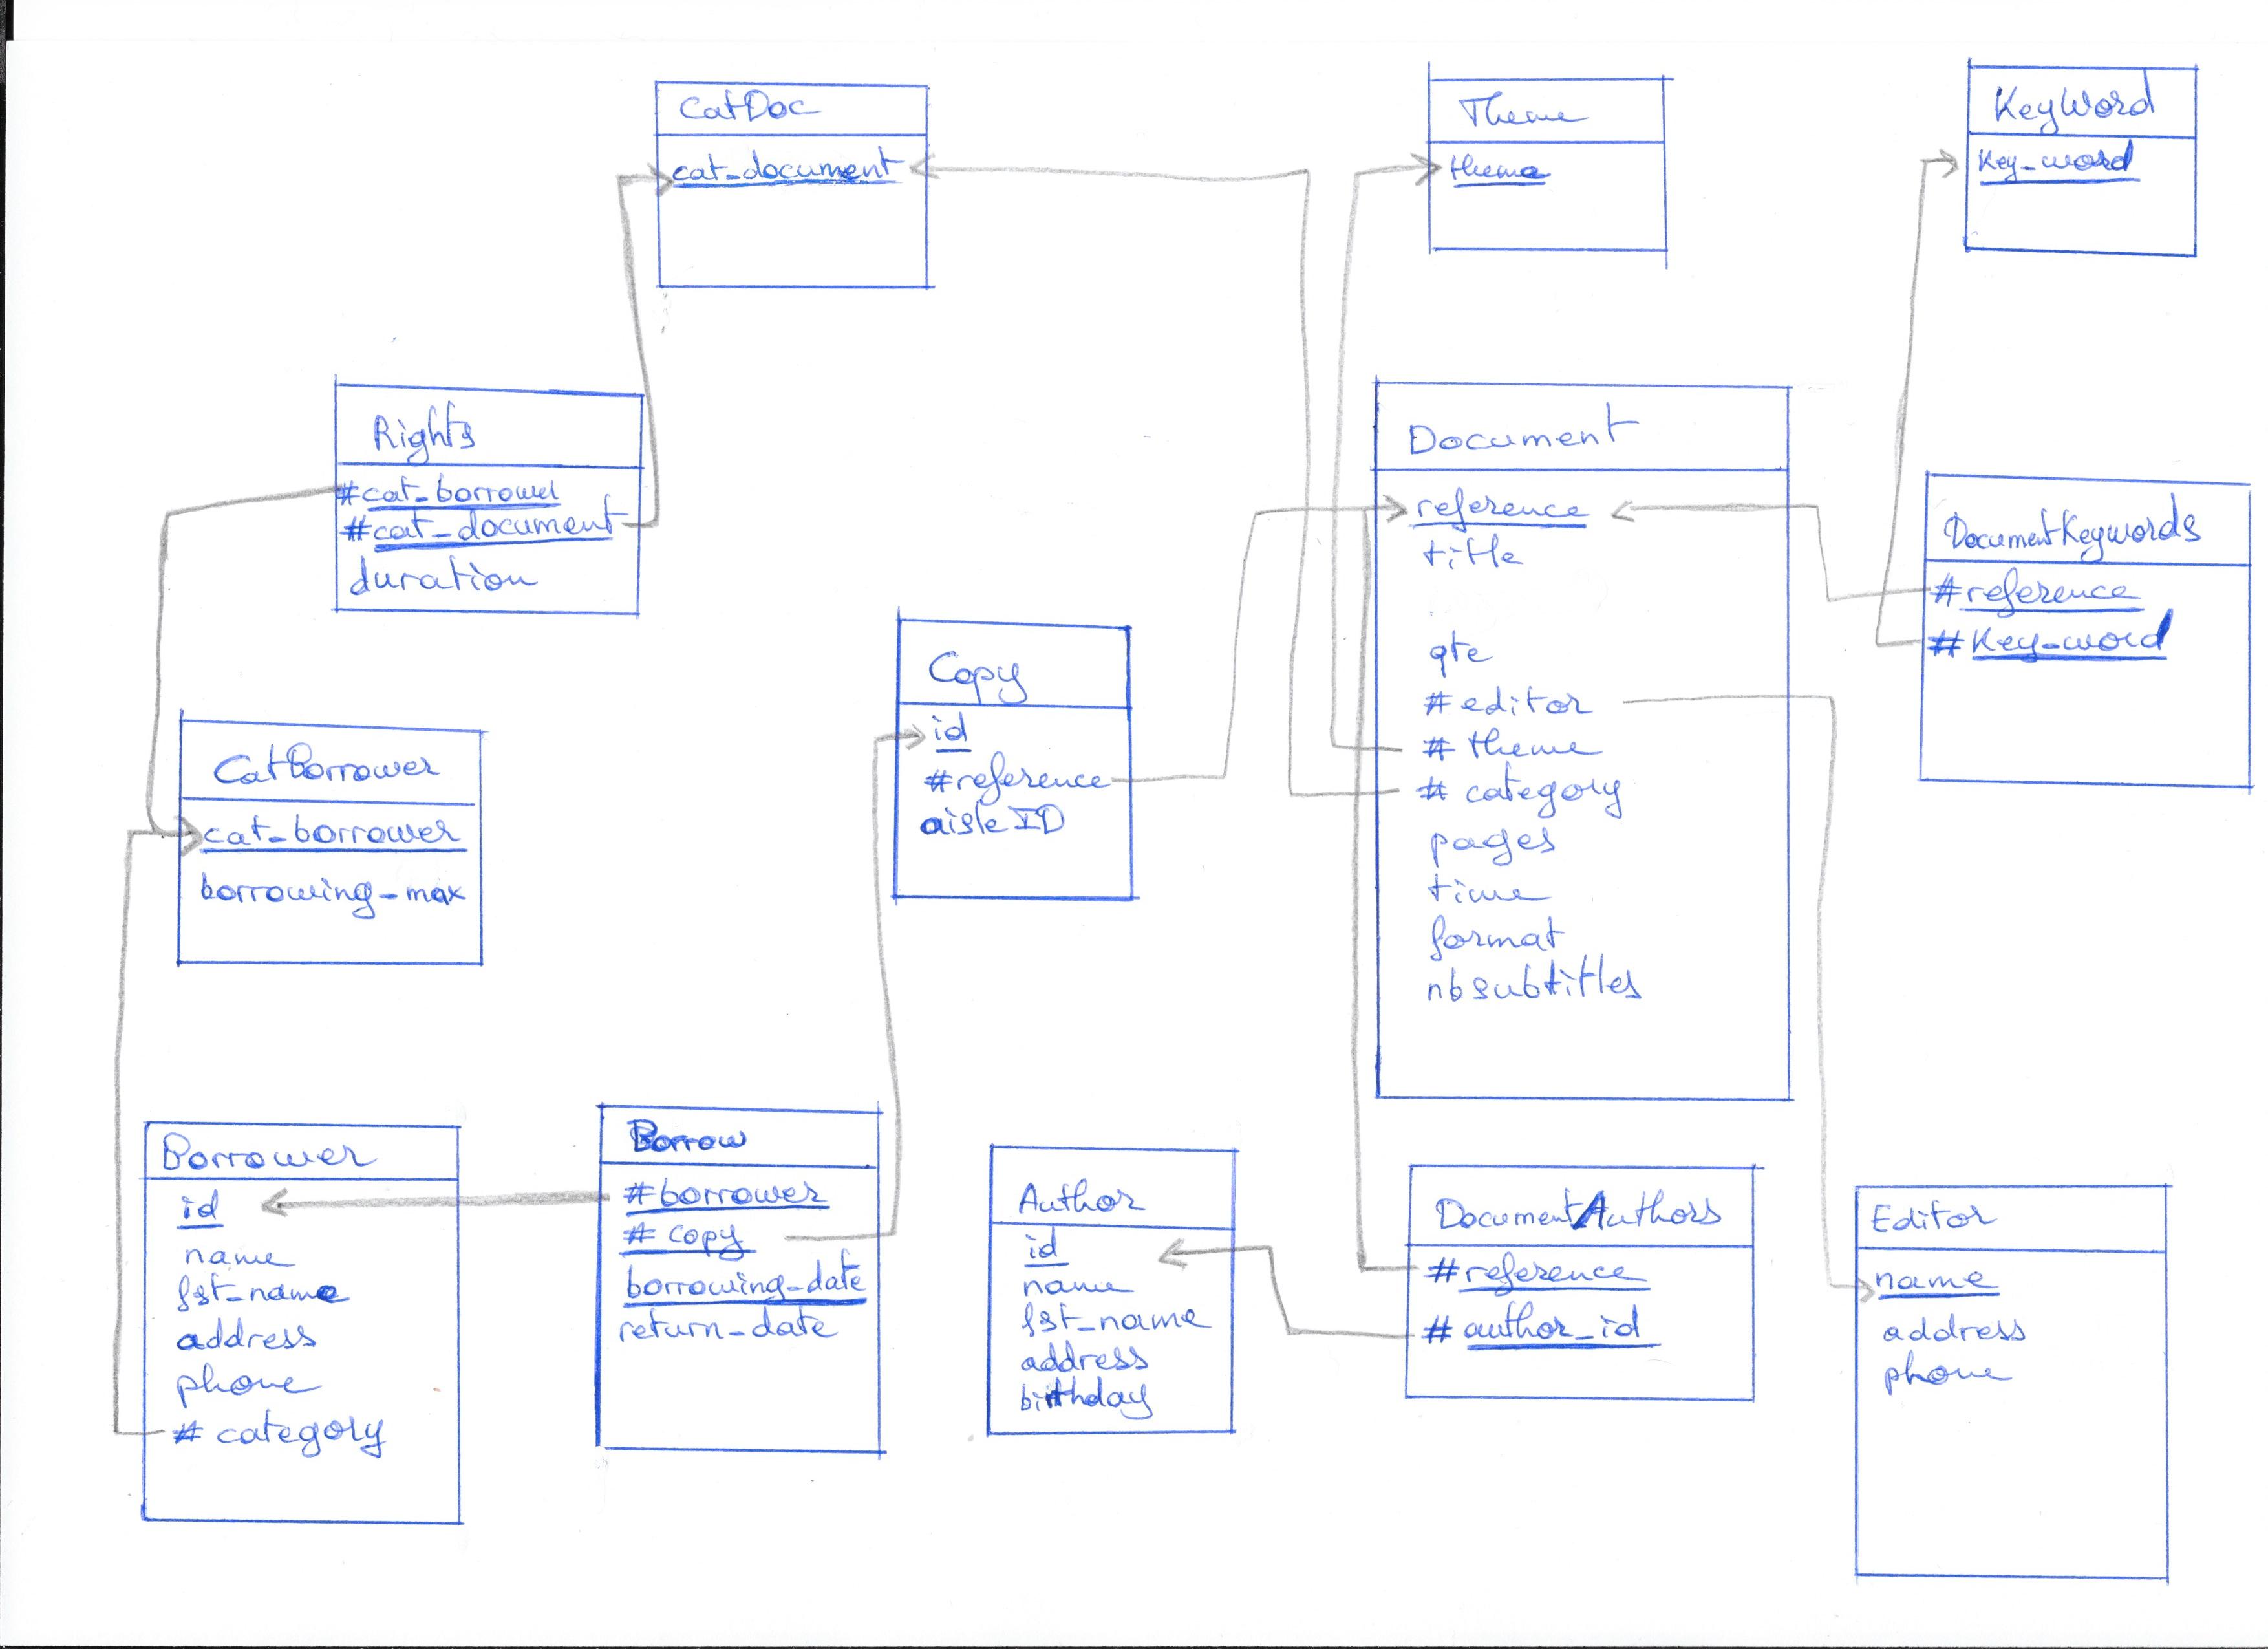 CatDoc
cat_document
Theme
theme
KeyWord
Key_word
Rights
#cat_borrower
#cat_document
duration
Document
reference
title
qte
#editor
# theme
# category
pages
time
format
nbsubtitles
DocumentKeywords
#reference
# Key_word
Copy
id
#reference
aisleID
CatBorrower
cat_borrower
borrowing_max
Borrower
id
name
fst_name
address
phone
# category
Borrow
#borrower
# copy
borrowing_date
return_date
Author
id
name
fst_name
address
birthday
DocumentAuthors
#reference
# author_id
Editor
name
address
phone